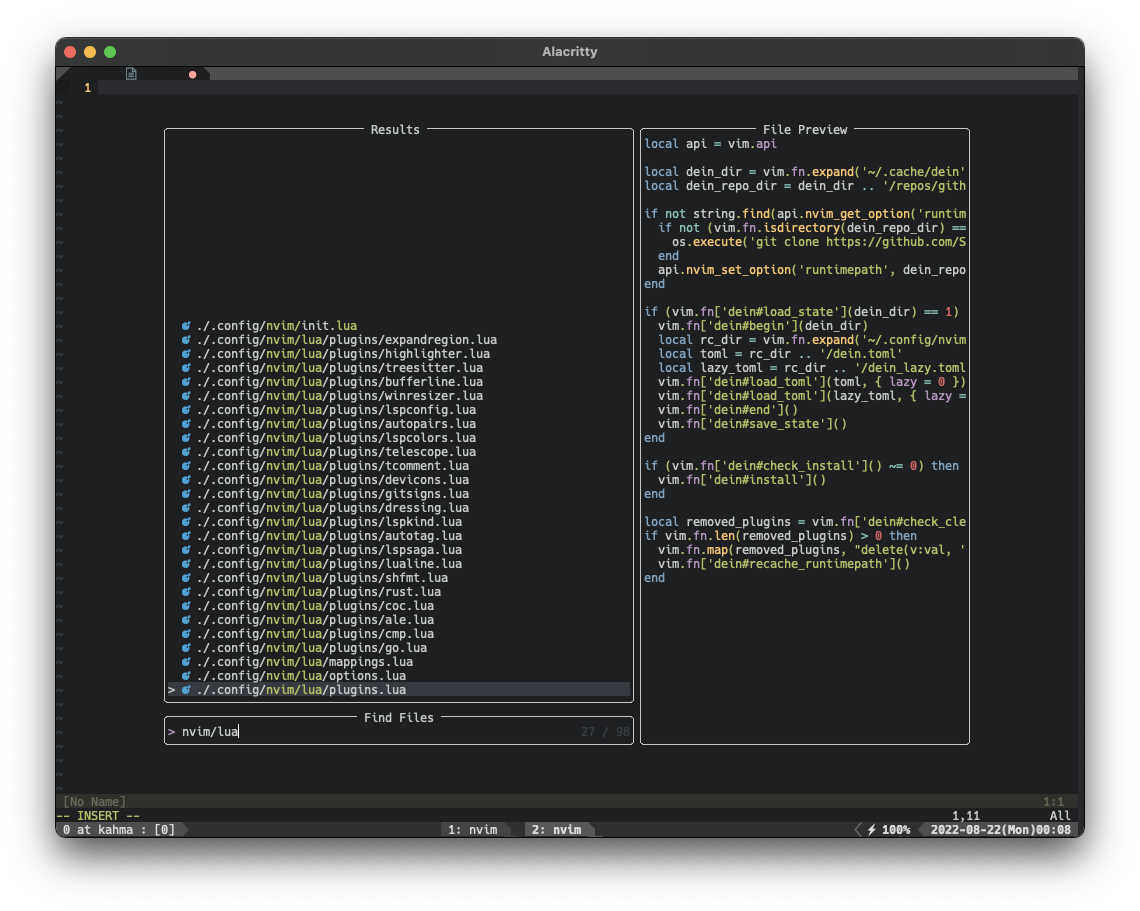 Alacritty
1
Results
./.config/nvim/init.lua
./.config/nvim/lua/plugins/expandregion.lua
./.config/nvim/lua/plugins/highlighter.lua
./.config/nvim/lua/plugins/treesitter.lua
./.config/nvim/lua/plugins/bufferline.lua
./.config/nvim/lua/plugins/winresizer.lua
./.config/nvim/lua/plugins/lspconfig.lua
./.config/nvim/lua/plugins/autopairs.lua
./.config/nvim/lua/plugins/lspcolors.lua
./.config/nvim/lua/plugins/telescope.lua
./.config/nvim/lua/plugins/tcomment.lua
./.config/nvim/lua/plugins/devicons.lua
./.config/nvim/lua/plugins/gitsigns.lua
./.config/nvim/lua/plugins/dressing.lua
./.config/nvim/lua/plugins/lspkind.lua
./.config/nvim/lua/plugins/autotag.lua
./.config/nvim/lua/plugins/lspsaga.lua
./.config/nvim/lua/plugins/lualine.lua
./.config/nvim/lua/plugins/shfmt.lua
./.config/nvim/lua/plugins/rust.lua
./.config/nvim/lua/plugins/coc.lua
./.config/nvim/lua/plugins/ale.lua
./.config/nvim/lua/plugins/cmp.lua
./.config/nvim/lua/plugins/go.lua
./.config/nvim/lua/mappings.lua
./.config/nvim/lua/options.lua
> ./.config/nvim/lua/plugins.lua
Find Files
> nvim/lua 27 / 98
File Preview
local api = vim.api
local dein_dir = vim.fn.expand('~/.cache/dein'
local dein_repo_dir = dein_dir .. '/repos/gith
if not string.find(api.nvim_get_option('runtim
  if not (vim.fn.isdirectory(dein_repo_dir) ==
    os.execute('git clone https://github.com/S
  end
  api.nvim_set_option('runtimepath', dein_repo
end
if (vim.fn['dein#load_state'](dein_dir) == 1)
  vim.fn['dein#begin'](dein_dir)
  local rc_dir = vim.fn.expand('~/.config/nvim
  local toml = rc_dir .. '/dein.toml'
  local lazy_toml = rc_dir .. '/dein_lazy.toml
  vim.fn['dein#load_toml'](toml, { lazy = 0 })
  vim.fn['dein#load_toml'](lazy_toml, { lazy =
  vim.fn['dein#end']()
  vim.fn['dein#save_state']()
end
if (vim.fn['dein#check_install']() ~= 0) then
  vim.fn['dein#install']()
end
local removed_plugins = vim.fn['dein#check_cle
if vim.fn.len(removed_plugins) > 0 then
  vim.fn.map(removed_plugins, "delete(v:val, '
  vim.fn['dein#recache_runtimepath']()
end
[No Name] 1:1
-- INSERT -- 1,11 All
0 at kahma : [0] 1: nvim 2: nvim 100% 2022-08-22(Mon)00:08